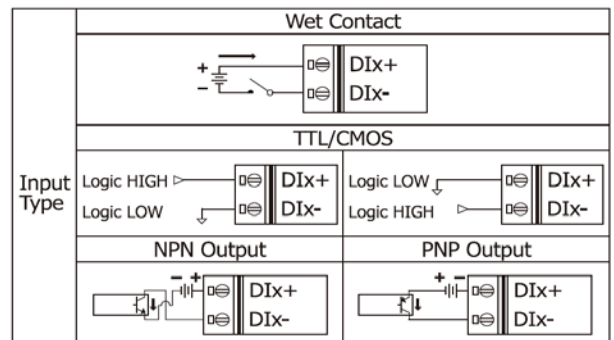 Wet Contact
+
-
DIx+
DIx-
TTL/CMOS
Input
Type
Logic HIGH
DIx+
Logic LOW
DIx-
Logic LOW
DIx+
Logic HIGH
DIx-
NPN Output
PNP Output
- +
DIx+
DIx-
+ -
DIx+
DIx-